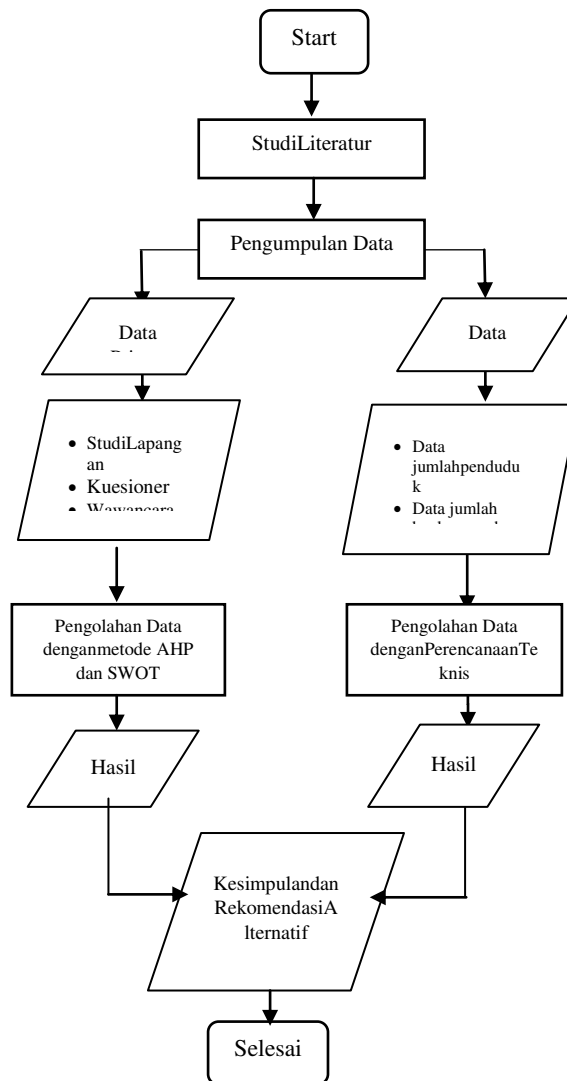 Start
StudiLiteratur
Pengumpulan Data
Data
Data
• StudiLapang
an
• Kuesioner
• Wawancara
• Data
jumlahpendudu
k
• Data jumlah
Pengolahan Data
denganmetode AHP
dan SWOT
Pengolahan Data
denganPerencanaanTe
knis
Hasil
Hasil
Kesimpulandan
RekomendasiA
lternatif
Selesai